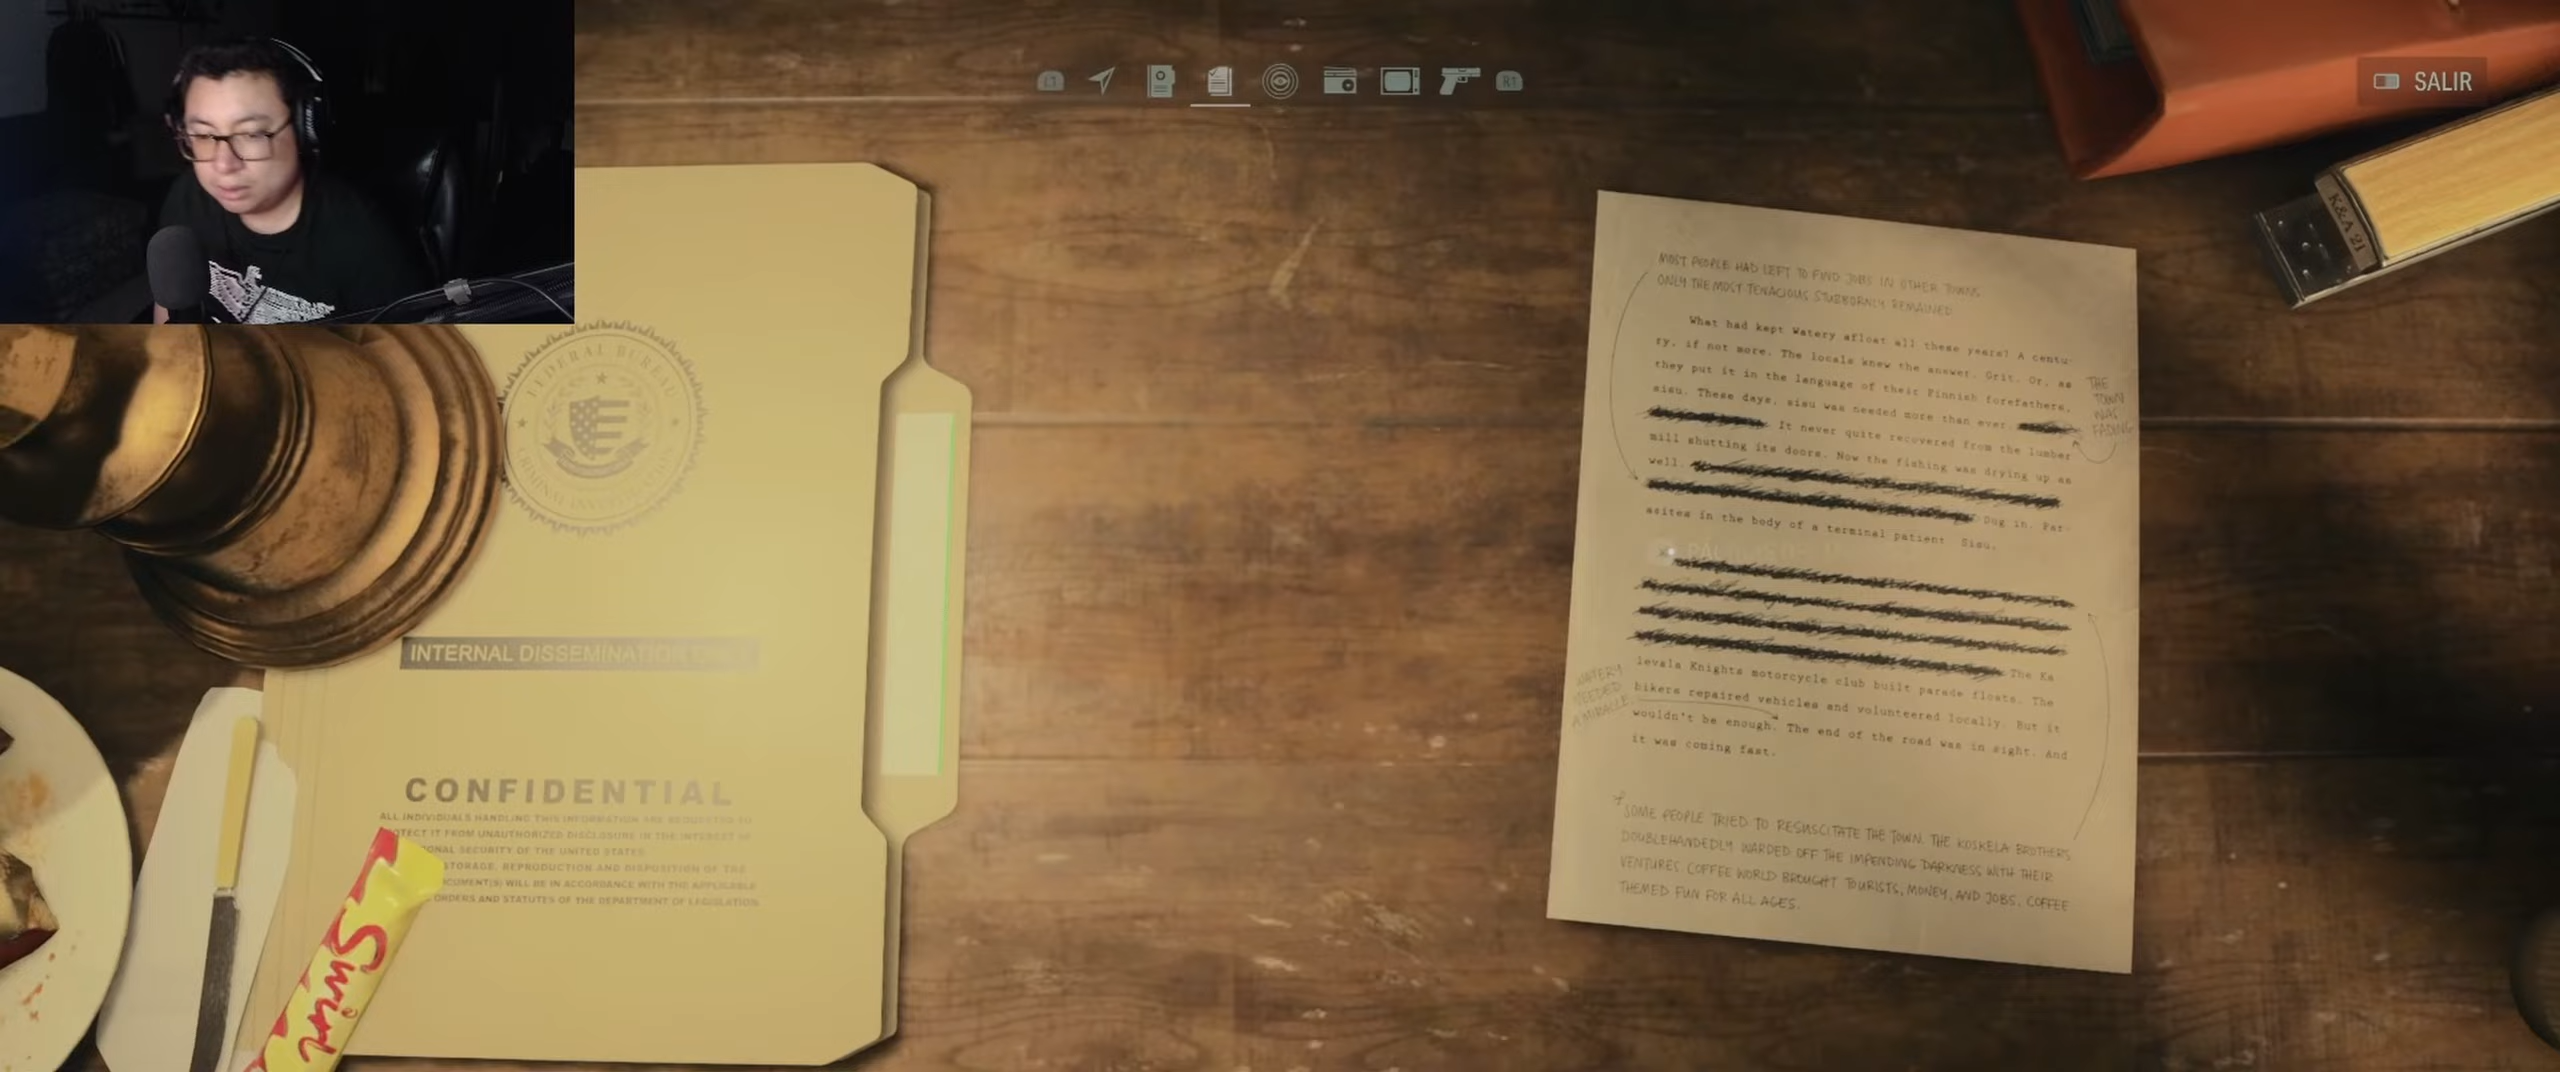 L1
R1
SALIR
K&A 21
FEDERAL BUREAU
CRIMINAL INVESTIGATION
INTERNAL DISSEMINATION ONLY
CONFIDENTIAL
ALL INDIVIDUALS HANDLING THIS INFORMATION ARE REQUESTED TO
PROTECT IT FROM UNAUTHORIZED DISCLOSURE IN THE INTEREST OF
ONAL SECURITY OF THE UNITED STATES
STORAGE, REPRODUCTION AND DISPOSITION OF THE
OCUMENT(S) WILL BE IN ACCORDANCE WITH THE APPLICABLE
ORDERS AND STATUTES OF THE DEPARTMENT OF LEGISLATION
Swirl
MOST PEOPLE HAD LEFT TO FIND JOBS IN OTHER TOWNS
ONLY THE MOST TENACIOUS STUBBORNLY REMAINED
What had kept Watery afloat all these years? A centu-
ry, if not more. The locals knew the answer. Grit. Or, as
they put it in the language of their Finnish forefathers,
sisu. These days, sisu was needed more than ever.
THE
TOWN
WAS
FADING
It never quite recovered from the lumber
mill shutting its doors. Now the fishing was drying up as
well.
Dug in. Par-
asites in the body of a terminal patient. Sisu.
The Ka
levala Knights motorcycle club built parade floats. The
bikers repaired vehicles and volunteered locally. But it
wouldn't be enough. The end of the road was in sight. And
it was coming fast.
WATERY
NEEDED
A MIRACLE
SOME PEOPLE TRIED TO RESUSCITATE THE TOWN. THE KOSKELA BROTHERS
DOUBLEHANDEDLY WARDED OFF THE IMPENDING DARKNESS WITH THEIR
VENTURES. COFFEE WORLD BROUGHT TOURISTS, MONEY, AND JOBS. COFFEE
THEMED FUN FOR ALL AGES.